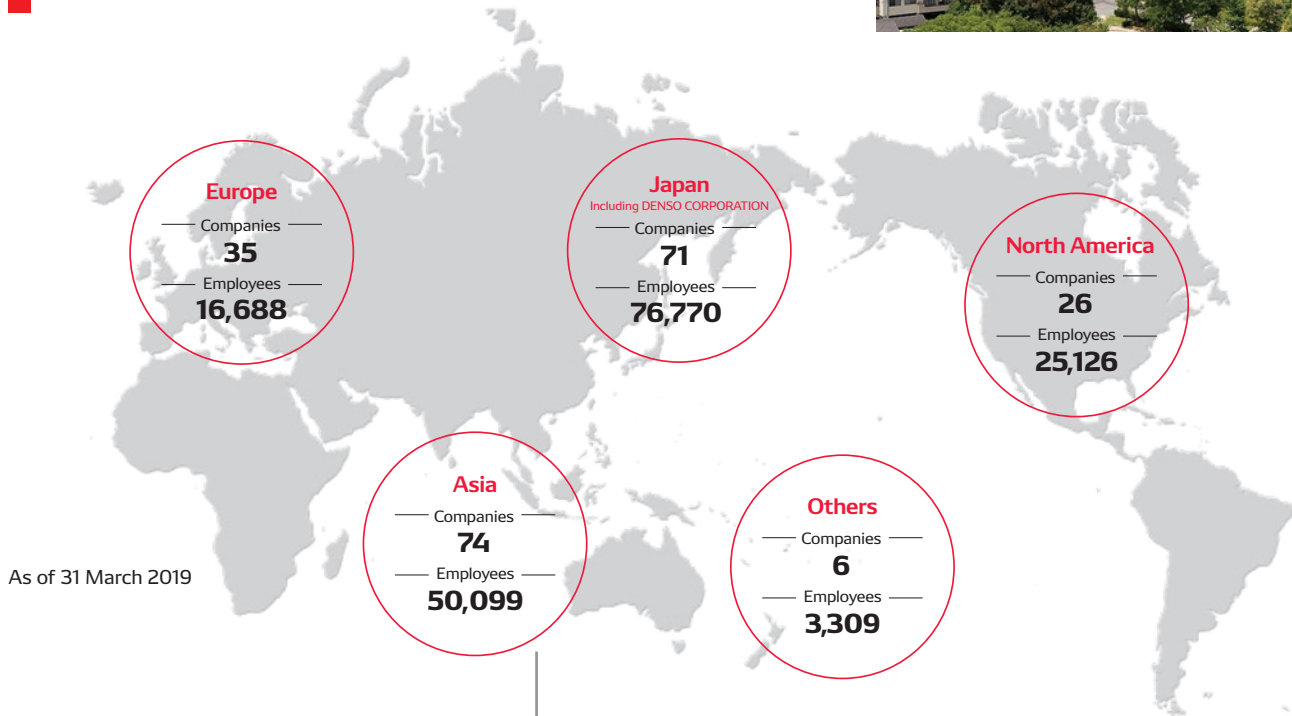 Europe
Companies
35
Employees
16,688
Japan
Including DENSO CORPORATION
Companies
71
Employees
76,770
North America
Companies
26
Employees
25,126
Asia
Companies
74
Employees
50,099
Others
Companies
6
Employees
3,309
As of 31 March 2019